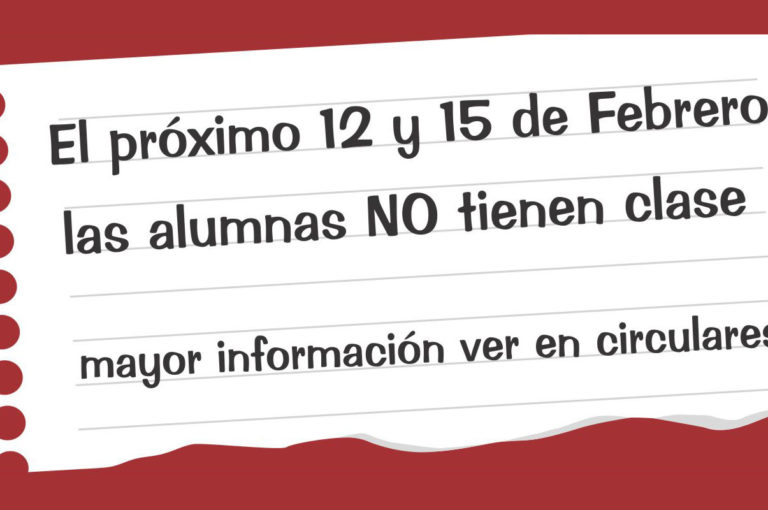 El próximo 12 y 15 de Febrero
las alumnas NO tienen clase
mayor información ver en circulares